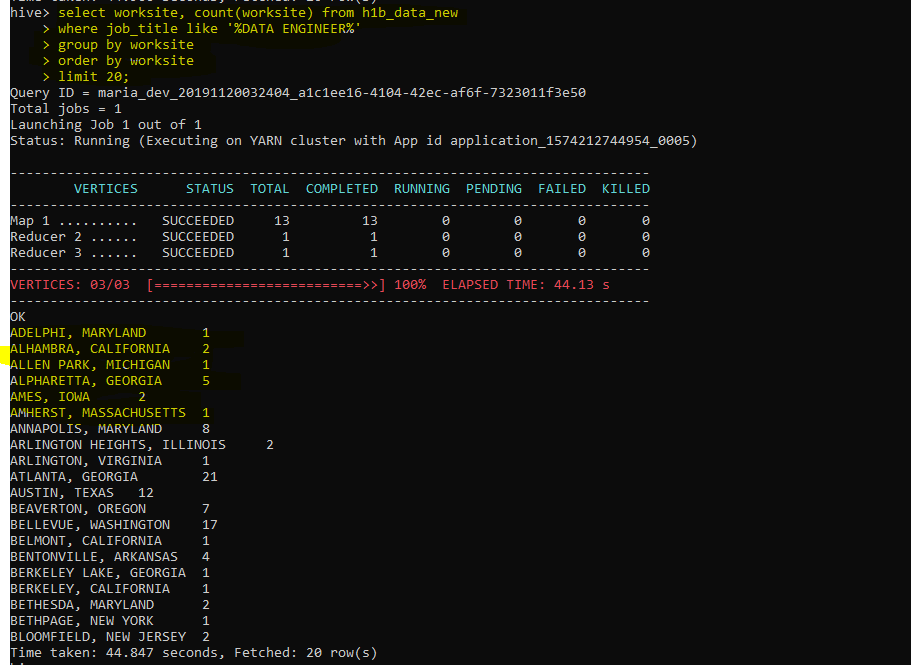 hive> select worksite, count(worksite) from h1b_data_new
    > where job_title like '%DATA ENGINEER%'
    > group by worksite
    > order by worksite
    > limit 20;
Query ID = maria_dev_20191120032404_a1c1ee16-4104-42ec-af6f-7323011f3e50
Total jobs = 1
Launching Job 1 out of 1
Status: Running (Executing on YARN cluster with App id application_1574212744954_0005)
--------------------------------------------------------------------------------
        VERTICES      STATUS  TOTAL  COMPLETED  RUNNING  PENDING  FAILED  KILLED
--------------------------------------------------------------------------------
Map 1 ..........   SUCCEEDED     13         13        0        0       0       0
Reducer 2 ......   SUCCEEDED      1          1        0        0       0       0
Reducer 3 ......   SUCCEEDED      1          1        0        0       0       0
--------------------------------------------------------------------------------
VERTICES: 03/03  [==========================>>] 100%  ELAPSED TIME: 44.13 s
--------------------------------------------------------------------------------
OK
ADELPHI, MARYLAND       1
ALHAMBRA, CALIFORNIA    2
ALLEN PARK, MICHIGAN    1
ALPHARETTA, GEORGIA     5
AMES, IOWA      2
AMHERST, MASSACHUSETTS  1
ANNAPOLIS, MARYLAND     8
ARLINGTON HEIGHTS, ILLINOIS     2
ARLINGTON, VIRGINIA     1
ATLANTA, GEORGIA        21
AUSTIN, TEXAS   12
BEAVERTON, OREGON       7
BELLEVUE, WASHINGTON    17
BELMONT, CALIFORNIA     1
BENTONVILLE, ARKANSAS   4
BERKELEY LAKE, GEORGIA  1
BERKELEY, CALIFORNIA    1
BETHESDA, MARYLAND      2
BETHPAGE, NEW YORK      1
BLOOMFIELD, NEW JERSEY  2
Time taken: 44.847 seconds, Fetched: 20 row(s)